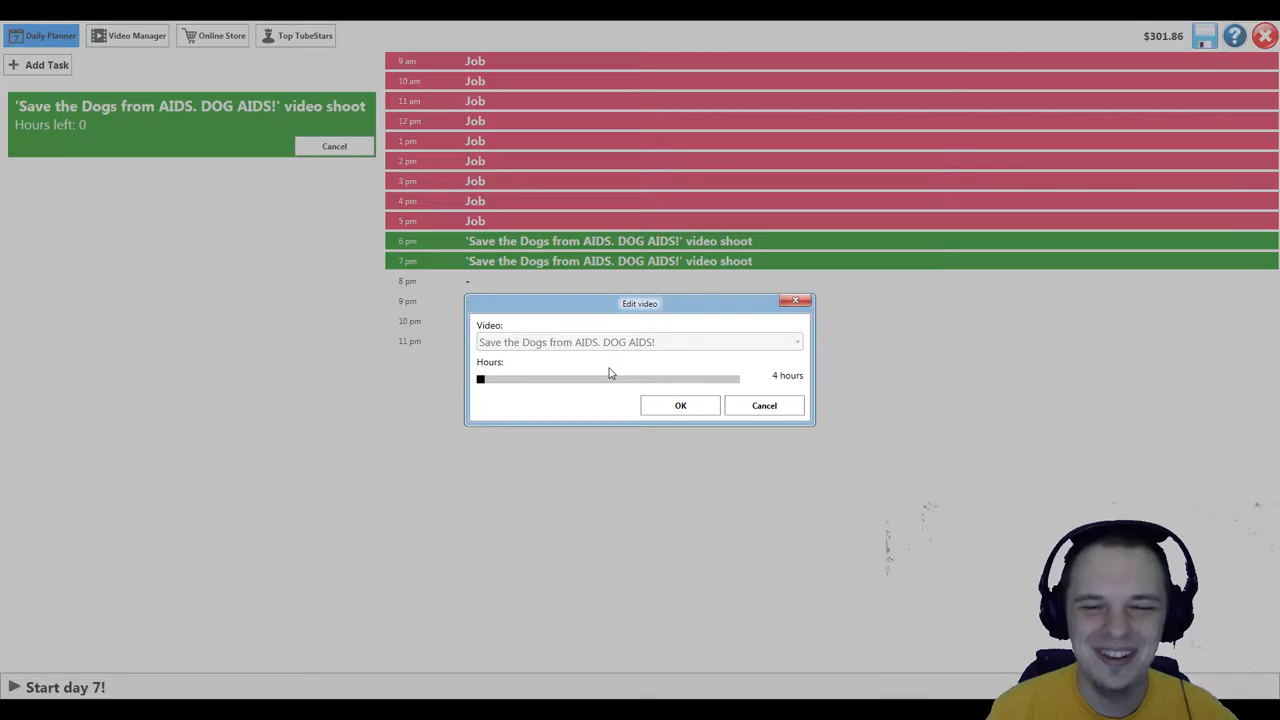 Daily Planner
Video Manager
Online Store
Top TubeStars
$301.86
+ Add Task
'Save the Dogs from AIDS. DOG AIDS!' video shoot
Hours left: 0
Cancel
9 am Job
10 am Job
11 am Job
12 pm Job
1 pm Job
2 pm Job
3 pm Job
4 pm Job
5 pm Job
6 pm 'Save the Dogs from AIDS. DOG AIDS!' video shoot
7 pm 'Save the Dogs from AIDS. DOG AIDS!' video shoot
8 pm -
9 pm
10 pm
11 pm
Edit video
Video:
Save the Dogs from AIDS. DOG AIDS!
Hours:
4 hours
OK Cancel
Start day 7!